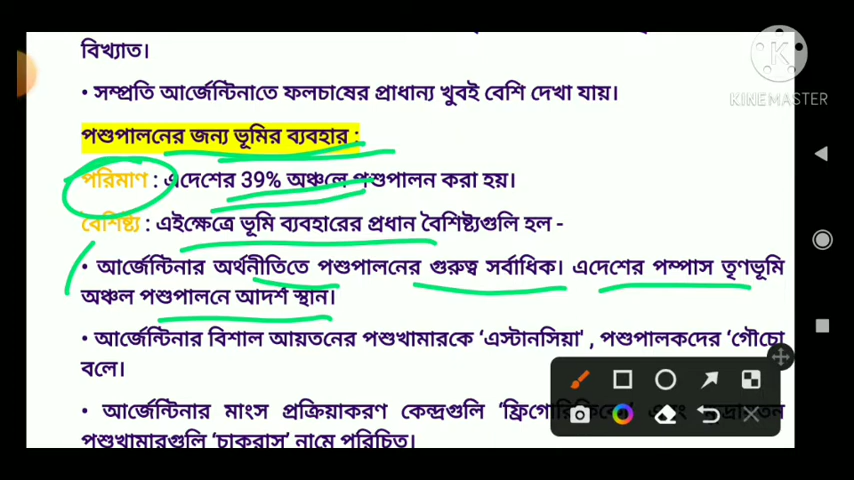 বিখ্যাত।
• সম্প্রতি আর্জেন্টিনাতে ফলচাষের প্রাধান্য খুবই বেশি দেখা যায়।
পশুপালনের জন্য ভূমির ব্যবহার :
পরিমাণ : এদেশের 39% অঞ্চলে পশুপালন করা হয়।
বৈশিষ্ট্য : এইক্ষেত্রে ভূমি ব্যবহারের প্রধান বৈশিষ্ট্যগুলি হল -
• আর্জেন্টিনার অর্থনীতিতে পশুপালনের গুরুত্ব সর্বাধিক। এদেশের পম্পাস তৃণভূমি
অঞ্চল পশুপালনে আদর্শ স্থান।
• আর্জেন্টিনার বিশাল আয়তনের পশুখামারকে ‘এস্টানসিয়া' , পশুপালকদের ‘গৌচো
বলে।
• আর্জেন্টিনার মাংস প্রক্রিয়াকরণ কেন্দ্রগুলি
পশুখামারগুলি ‘চাকরাস’ নামে পরিচিত।
K
KINEMASTER